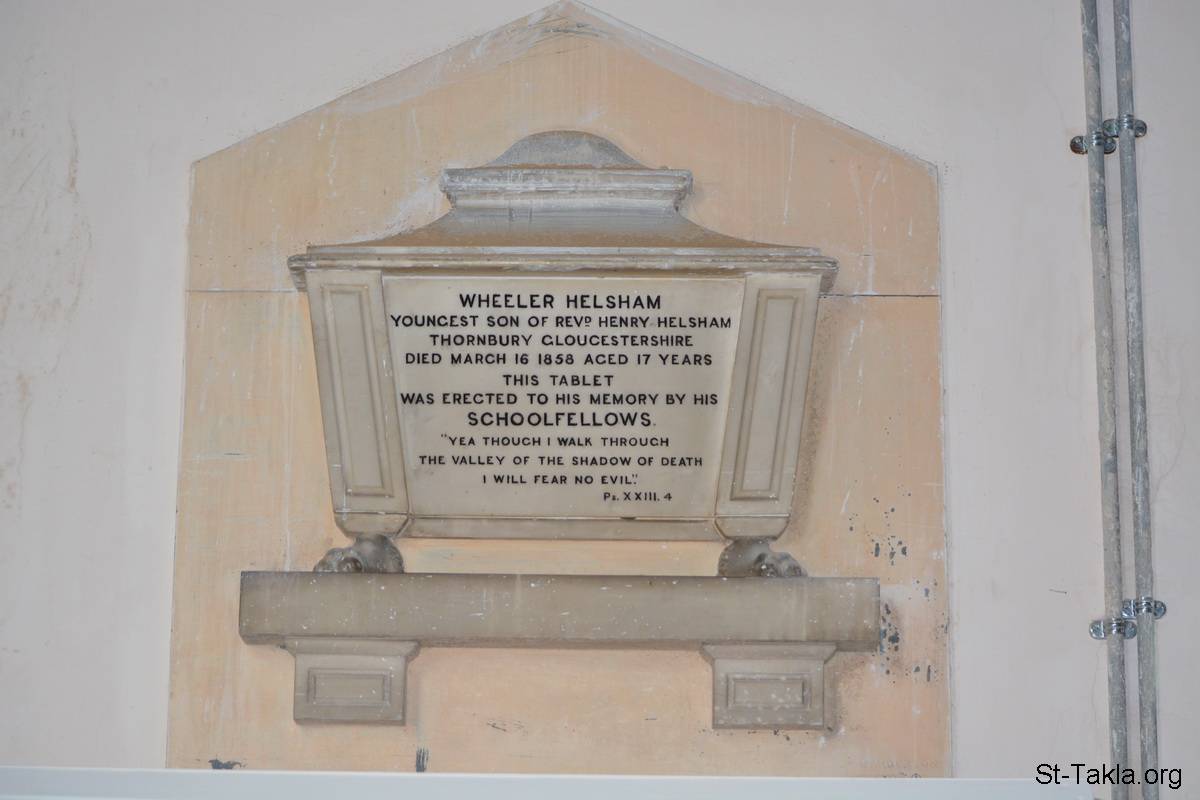 WHEELER HELSHAM
YOUNGEST SON OF REVD HENRY HELSHAM
THORNBURY GLOUCESTERSHIRE
DIED MARCH 16 1858 AGED 17 YEARS
THIS TABLET
WAS ERECTED TO HIS MEMORY BY HIS
SCHOOLFELLOWS.
"YEA THOUGH I WALK THROUGH
THE VALLEY OF THE SHADOW OF DEATH
I WILL FEAR NO EVIL".
Ps. XXIII. 4
St-Takla.org